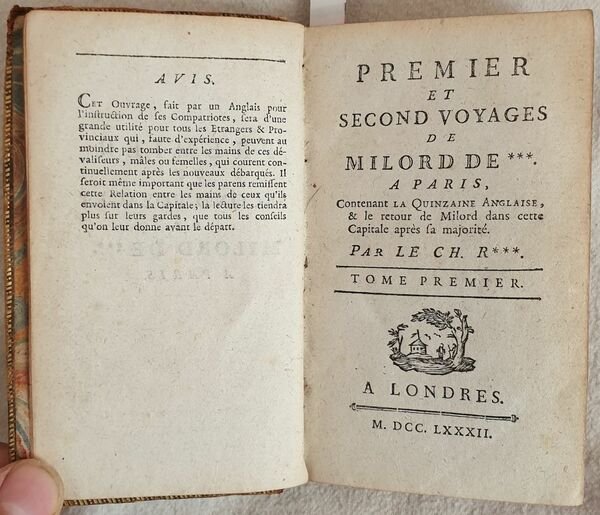 AVIS.
CET Ouvrage, fait par un Anglais pour
l'inſtruction de ſes Compatriotes, ſera d'une
grande utilité pour tous les Etrangers & Pro-
vinciaux qui, faute d'expérience, peuvent au
moindre pas tomber entre les mains de ces dé-
valiſeurs, mâles ou femelles, qui courent con-
tinuellement après les nouveaux débarqués. Il
ſeroit même important que les parens remiſſent
cette Relation entre les mains de ceux qu'ils
envoient dans la Capitale; la lecture les tiendra
plus ſur leurs gardes, que tous les conſeils
qu'on leur donne avant le départ.
PREMIER
ET
SECOND VOYAGES
DE
MILORD DE ***.
A PARIS,
Contenant LA QUINZAINE ANGLAISE,
& le retour de Milord dans cette
Capitale après ſa majorité.
PAR LE CH. R***.
TOME PREMIER.
A LONDRES.
M. DCC. LXXXII.